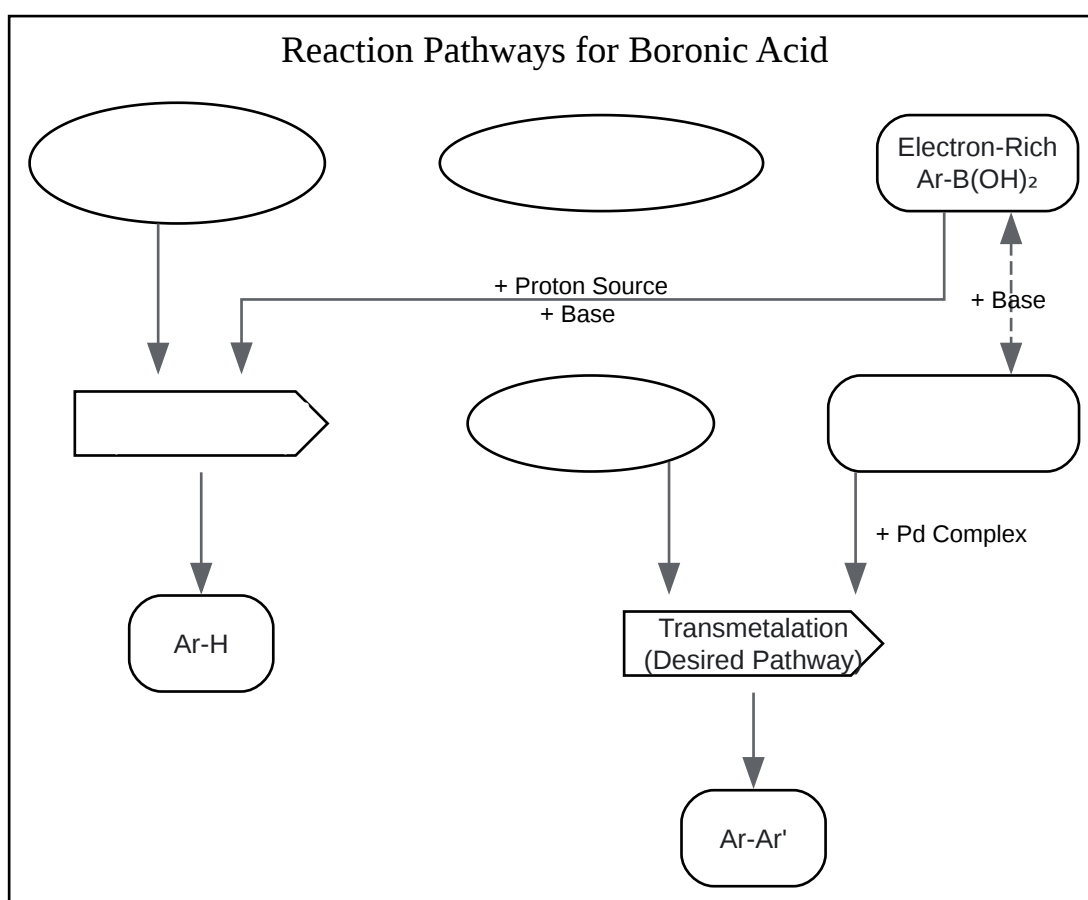 Reaction Pathways for Boronic Acid
Electron-Rich
Ar-B(OH)₂
+ Proton Source
+ Base
+ Base
+ Pd Complex
Ar-H
Transmetalation
(Desired Pathway)
Ar-Ar'